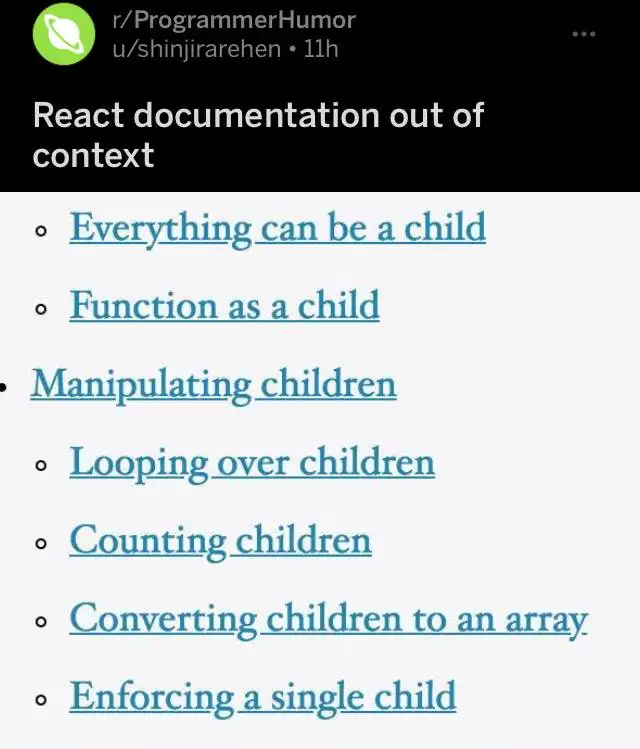 r/ProgrammerHumor
u/shinjirarehen • 11h
React documentation out of
context
Everything can be a child
Function as a child
Manipulating children
Looping over children
Counting children
Converting children to an array
Enforcing a single child